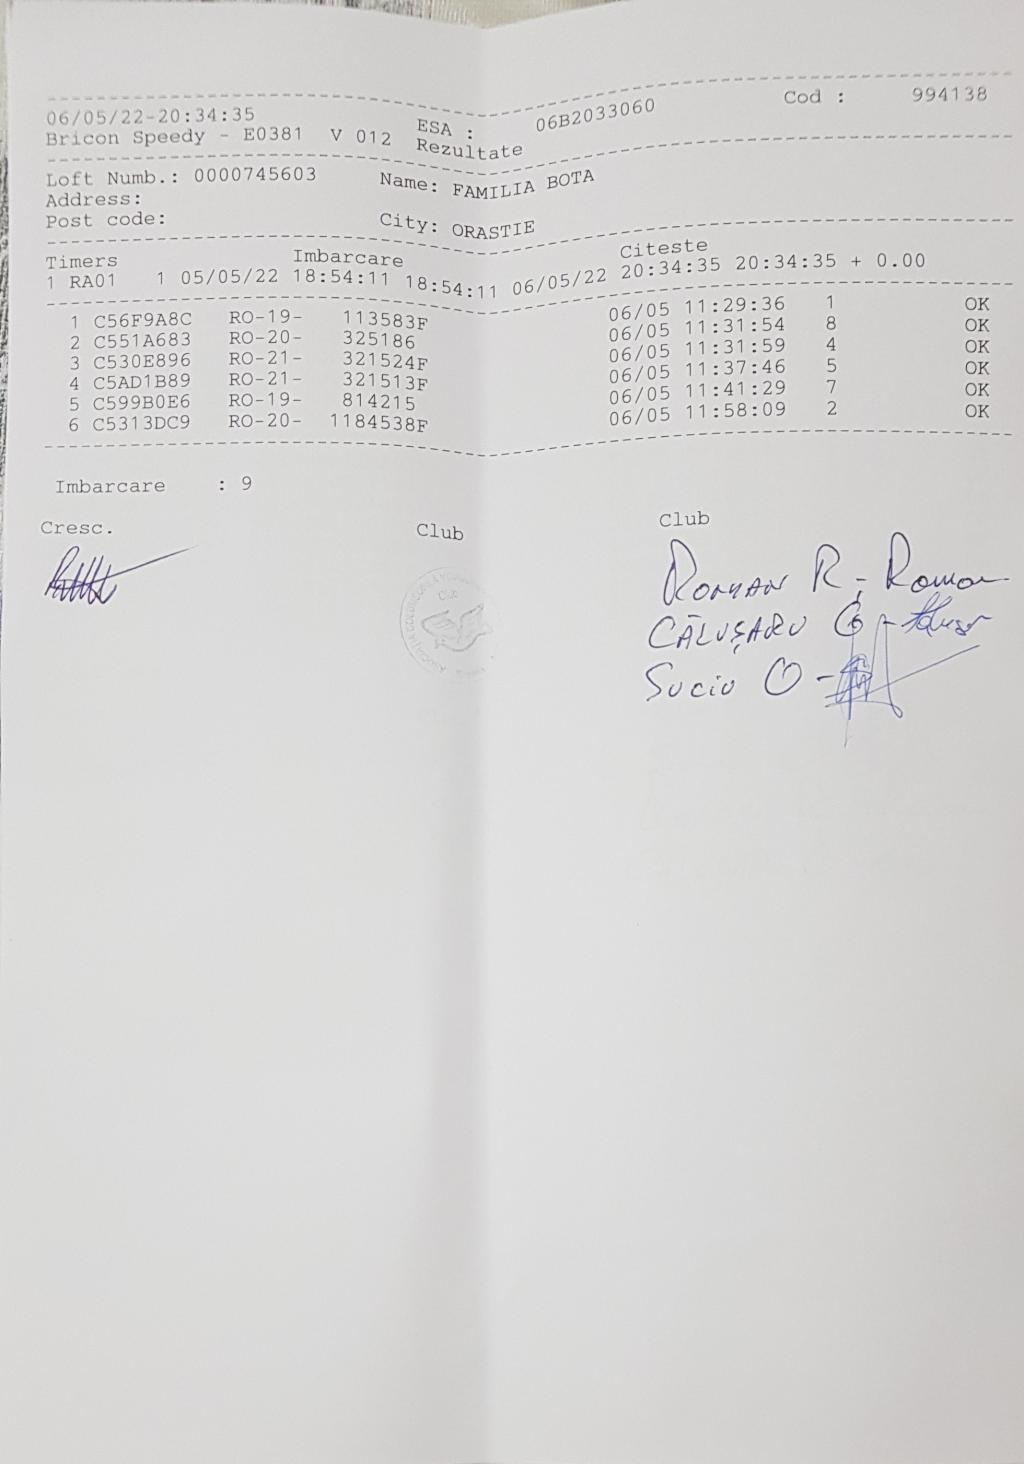 06/05/22-20:34:35 ESA : 06B2033060 Cod : 994138
Bricon Speedy - E0381 V 012 Rezultate
Loft Numb.: 0000745603 Name: FAMILIA BOTA
Address:
Post code: City: ORASTIE
Timers Imbarcare Citeste
1 RA01 1 05/05/22 18:54:11 18:54:11 06/05/22 20:34:35 20:34:35 + 0.00
1 C56F9A8C RO-19- 113583F 06/05 11:29:36 1 OK
2 C551A683 RO-20- 325186 06/05 11:31:54 8 OK
3 C530E896 RO-21- 321524F 06/05 11:31:59 4 OK
4 C5AD1B89 RO-21- 321513F 06/05 11:37:46 5 OK
5 C599B0E6 RO-19- 814215 06/05 11:41:29 7 OK
6 C5313DC9 RO-20- 1184538F 06/05 11:58:09 2 OK
Imbarcare : 9
Cresc. Club Club
ROMAN R - Roman
CĂLUȘARU G -
Suciu O -